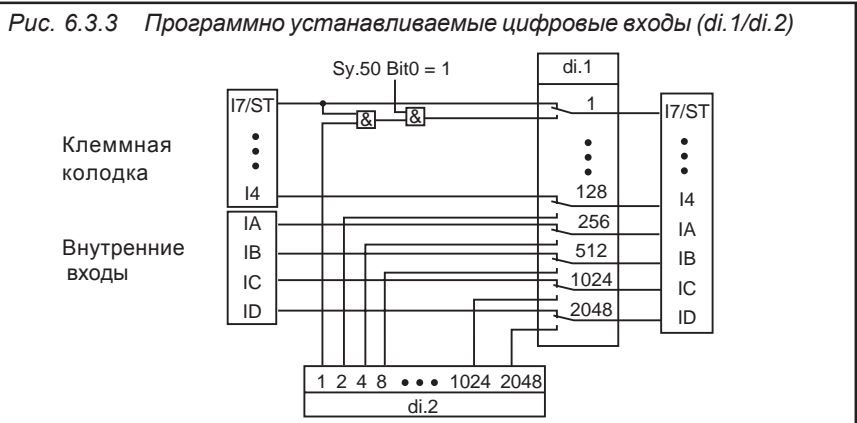 Рис. 6.3.3 Программно устанавливаемые цифровые входы (di.1/di.2)
Sy.50 Bit0 = 1
di.1
I7/ST
&
&
1
I7/ST
Клеммная
колодка
I4
128
I4
IA
256
IA
Внутренние
входы
IB
512
IB
IC
1024
IC
ID
2048
ID
1 2 4 8 ••• 1024 2048
di.2